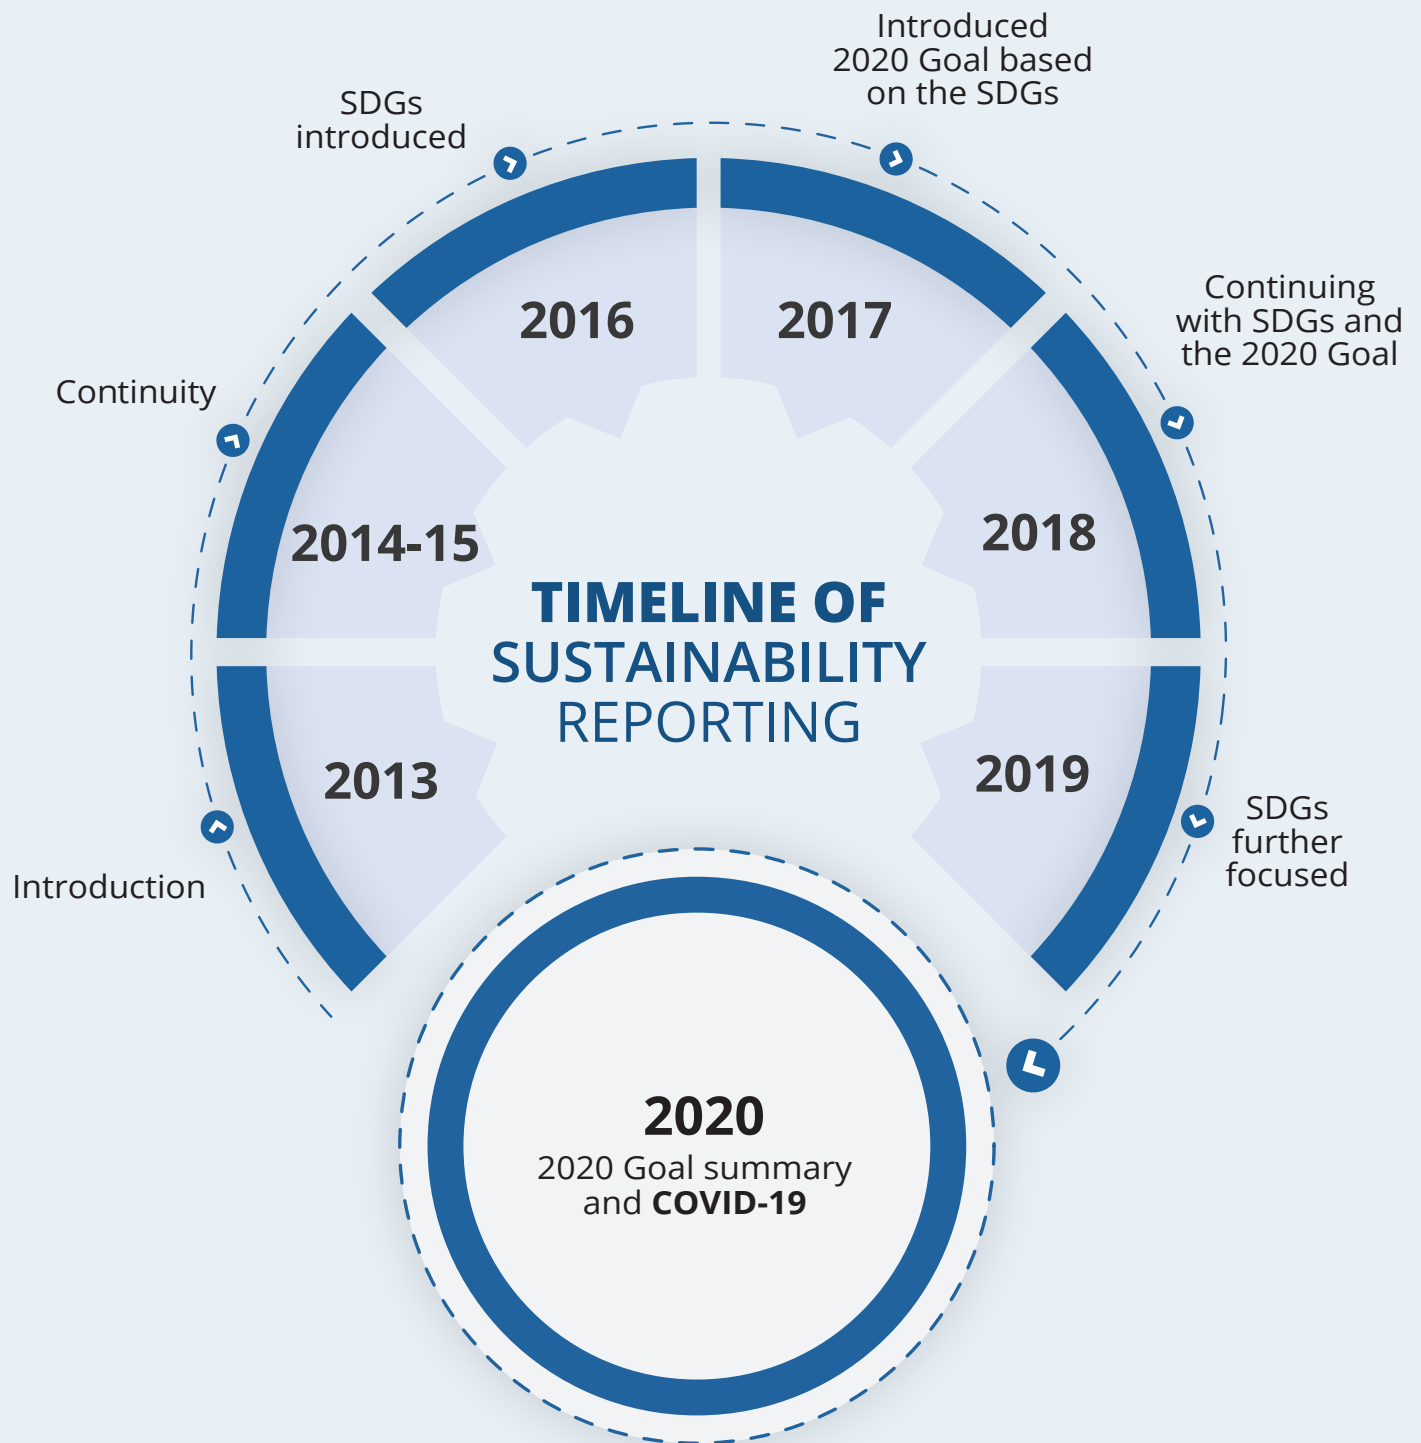 TIMELINE OF
SUSTAINABILITY
REPORTING
2013
Introduction
2014-15
Continuity
2016
SDGs
introduced
2017
Introduced
2020 Goal based
on the SDGs
2018
Continuing
with SDGs and
the 2020 Goal
2019
SDGs
further
focused
2020
2020 Goal summary
and COVID-19